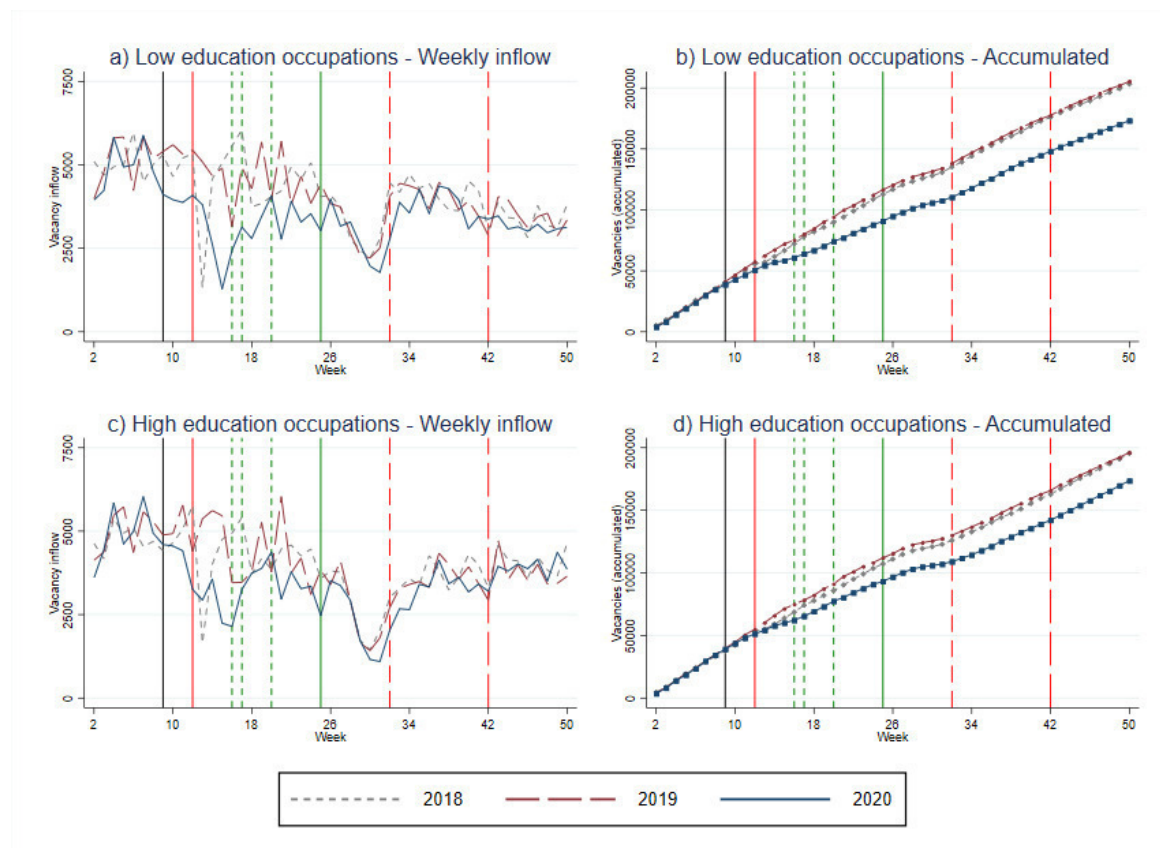 a) Low education occupations - Weekly inflow
Vacancy inflow
0 2500 5000 7500
2 10 18 26 34 42 50
Week
b) Low education occupations - Accumulated
Vacancies (accumulated)
0 50000 100000 150000 200000
2 10 18 26 34 42 50
Week
c) High education occupations - Weekly inflow
Vacancy inflow
0 2500 5000 7500
2 10 18 26 34 42 50
Week
d) High education occupations - Accumulated
Vacancies (accumulated)
0 50000 100000 150000 200000
2 10 18 26 34 42 50
Week
2018 2019 2020